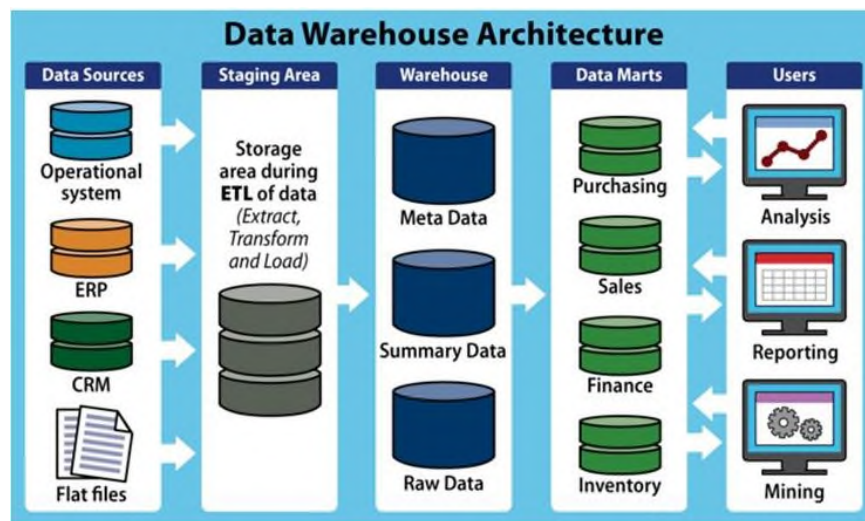 Data Warehouse Architecture
Data Sources
Operational
system
ERP
CRM
Flat files
Staging Area
Storage
area during
ETL of data
(Extract,
Transform
and Load)
Warehouse
Meta Data
Summary Data
Raw Data
Data Marts
Purchasing
Sales
Finance
Inventory
Users
Analysis
Reporting
Mining